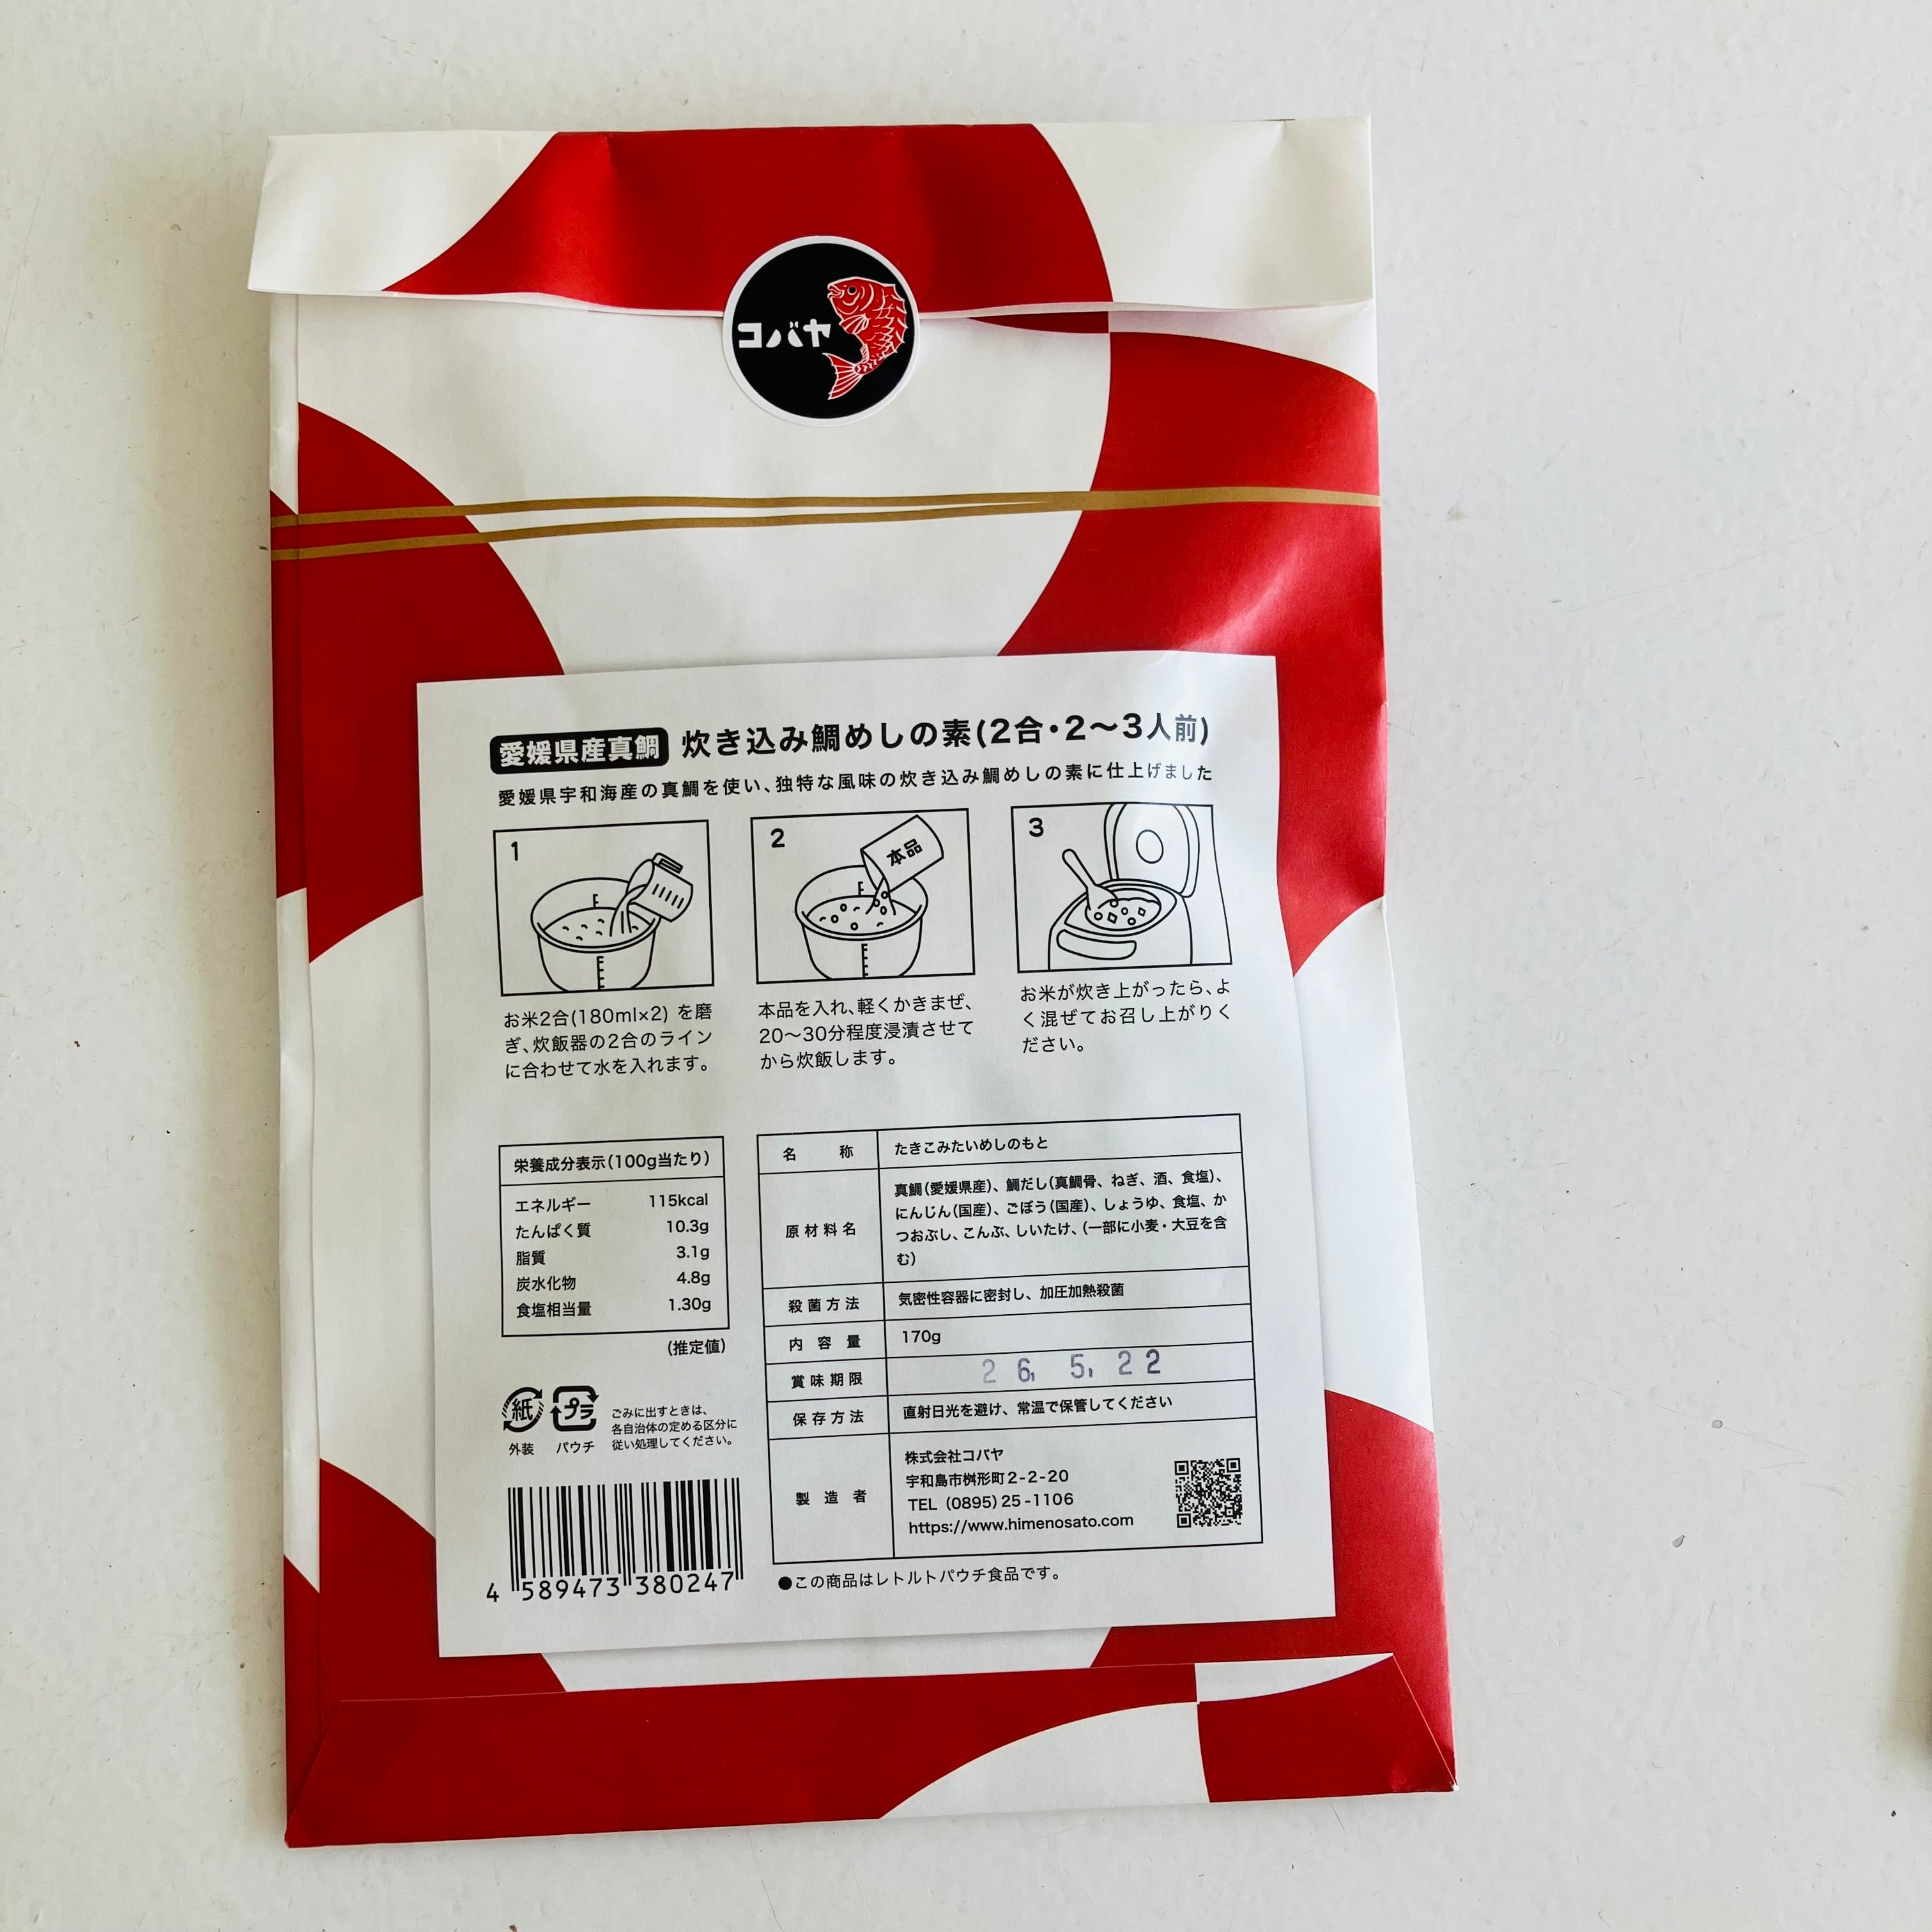 コバヤ
愛媛県産真鯛 炊き込み鯛めしの素(2合・2〜3人前)
愛媛県宇和海産の真鯛を使い、独特な風味の炊き込み鯛めしの素に仕上げました
1
お米2合(180ml×2) を磨
ぎ、炊飯器の2合のライン
に合わせて水を入れます。
2
本品
本品を入れ、軽くかきまぜ、
20〜30分程度浸漬させて
から炊飯します。
3
お米が炊き上がったら、よ
く混ぜてお召し上がりく
ださい。
栄養成分表示(100g当たり)
エネルギー 115kcal
たんぱく質 10.3g
脂質 3.1g
炭水化物 4.8g
食塩相当量 1.30g
(推定値)
紙
外装
プラ
パウチ
ごみに出すときは、
各自治体の定める区分に
従い処理してください。
4 589473 380247
名称 たきこみたいめしのもと
原材料名 真鯛(愛媛県産)、鯛だし(真鯛骨、ねぎ、酒、食塩)、
にんじん(国産)、ごぼう(国産)、しょうゆ、食塩、か
つおぶし、こんぶ、しいたけ、(一部に小麦・大豆を含
む)
殺菌方法 気密性容器に密封し、加圧加熱殺菌
内容量 170g
賞味期限 26, 5, 22
保存方法 直射日光を避け、常温で保管してください
製造者 株式会社コバヤ
宇和島市桝形町2-2-20
TEL (0895) 25-1106
https://www.himenosato.com
●この商品はレトルトパウチ食品です。